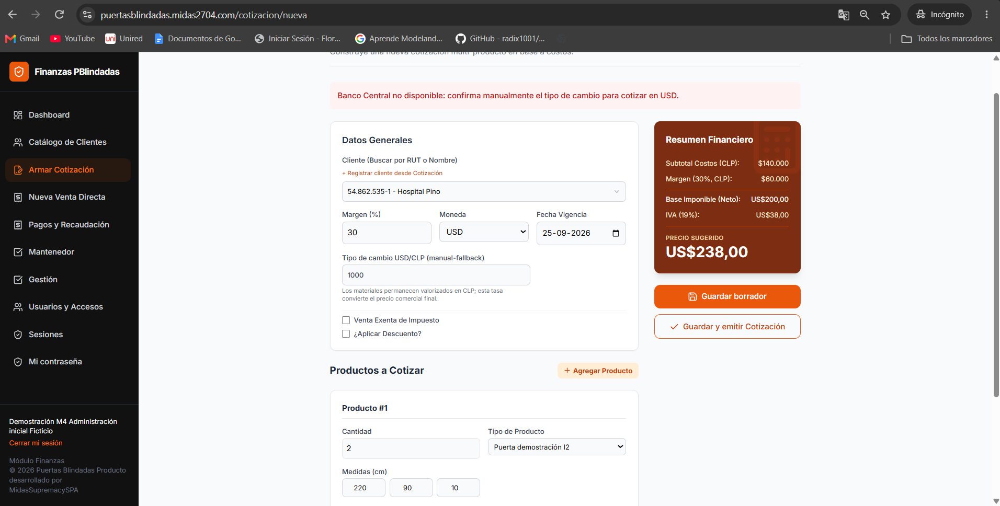 puertasblindadas.midas2704.com/cotizacion/nueva
Incógnito
Gmail
YouTube
Unired
Documentos de Go...
Iniciar Sesión - Flor...
Aprende Modeland...
GitHub - radix1001/...
Todos los marcadores
Finanzas PBlindadas
Dashboard
Catálogo de Clientes
Armar Cotización
Nueva Venta Directa
Pagos y Recaudación
Mantenedor
Gestión
Usuarios y Accesos
Sesiones
Mi contraseña
Demostración M4 Administración
inicial Ficticio
Cerrar mi sesión
Módulo Finanzas
© 2026 Puertas Blindadas Producto
desarrollado por
MidasSupremacySPA
Construye una nueva cotización multi-producto en base a costos.
Banco Central no disponible: confirma manualmente el tipo de cambio para cotizar en USD.
Datos Generales
Cliente (Buscar por RUT o Nombre)
+ Registrar cliente desde Cotización
54.862.535-1 - Hospital Pino
Margen (%)
Moneda
Fecha Vigencia
30
USD
25-09-2026
Tipo de cambio USD/CLP (manual-fallback)
1000
Los materiales permanecen valorizados en CLP; esta tasa
convierte el precio comercial final.
Venta Exenta de Impuesto
¿Aplicar Descuento?
Productos a Cotizar
+ Agregar Producto
Producto #1
Cantidad
Tipo de Producto
2
Puerta demostración I2
Medidas (cm)
220
90
10
Resumen Financiero
Subtotal Costos (CLP): $140.000
Margen (30%, CLP): $60.000
Base Imponible (Neto): US$200,00
IVA (19%): US$38,00
PRECIO SUGERIDO
US$238,00
Guardar borrador
Guardar y emitir Cotización